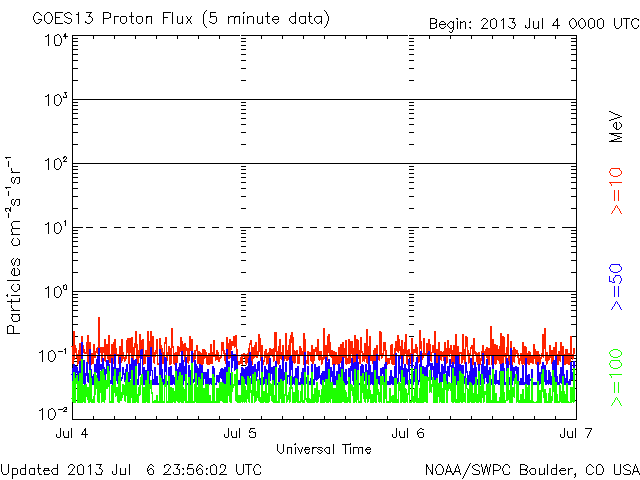 GOES13 Proton Flux (5 minute data)
Begin: 2013 Jul 4 0000 UTC
10⁴
10³
10²
10¹
10⁰
10⁻¹
10⁻²
Particles cm⁻²s⁻¹sr⁻¹
MeV
>=10
>=50
>=100
Jul 4
Jul 5
Jul 6
Jul 7
Universal Time
Updated 2013 Jul 6 23:56:02 UTC
NOAA/SWPC Boulder, CO USA